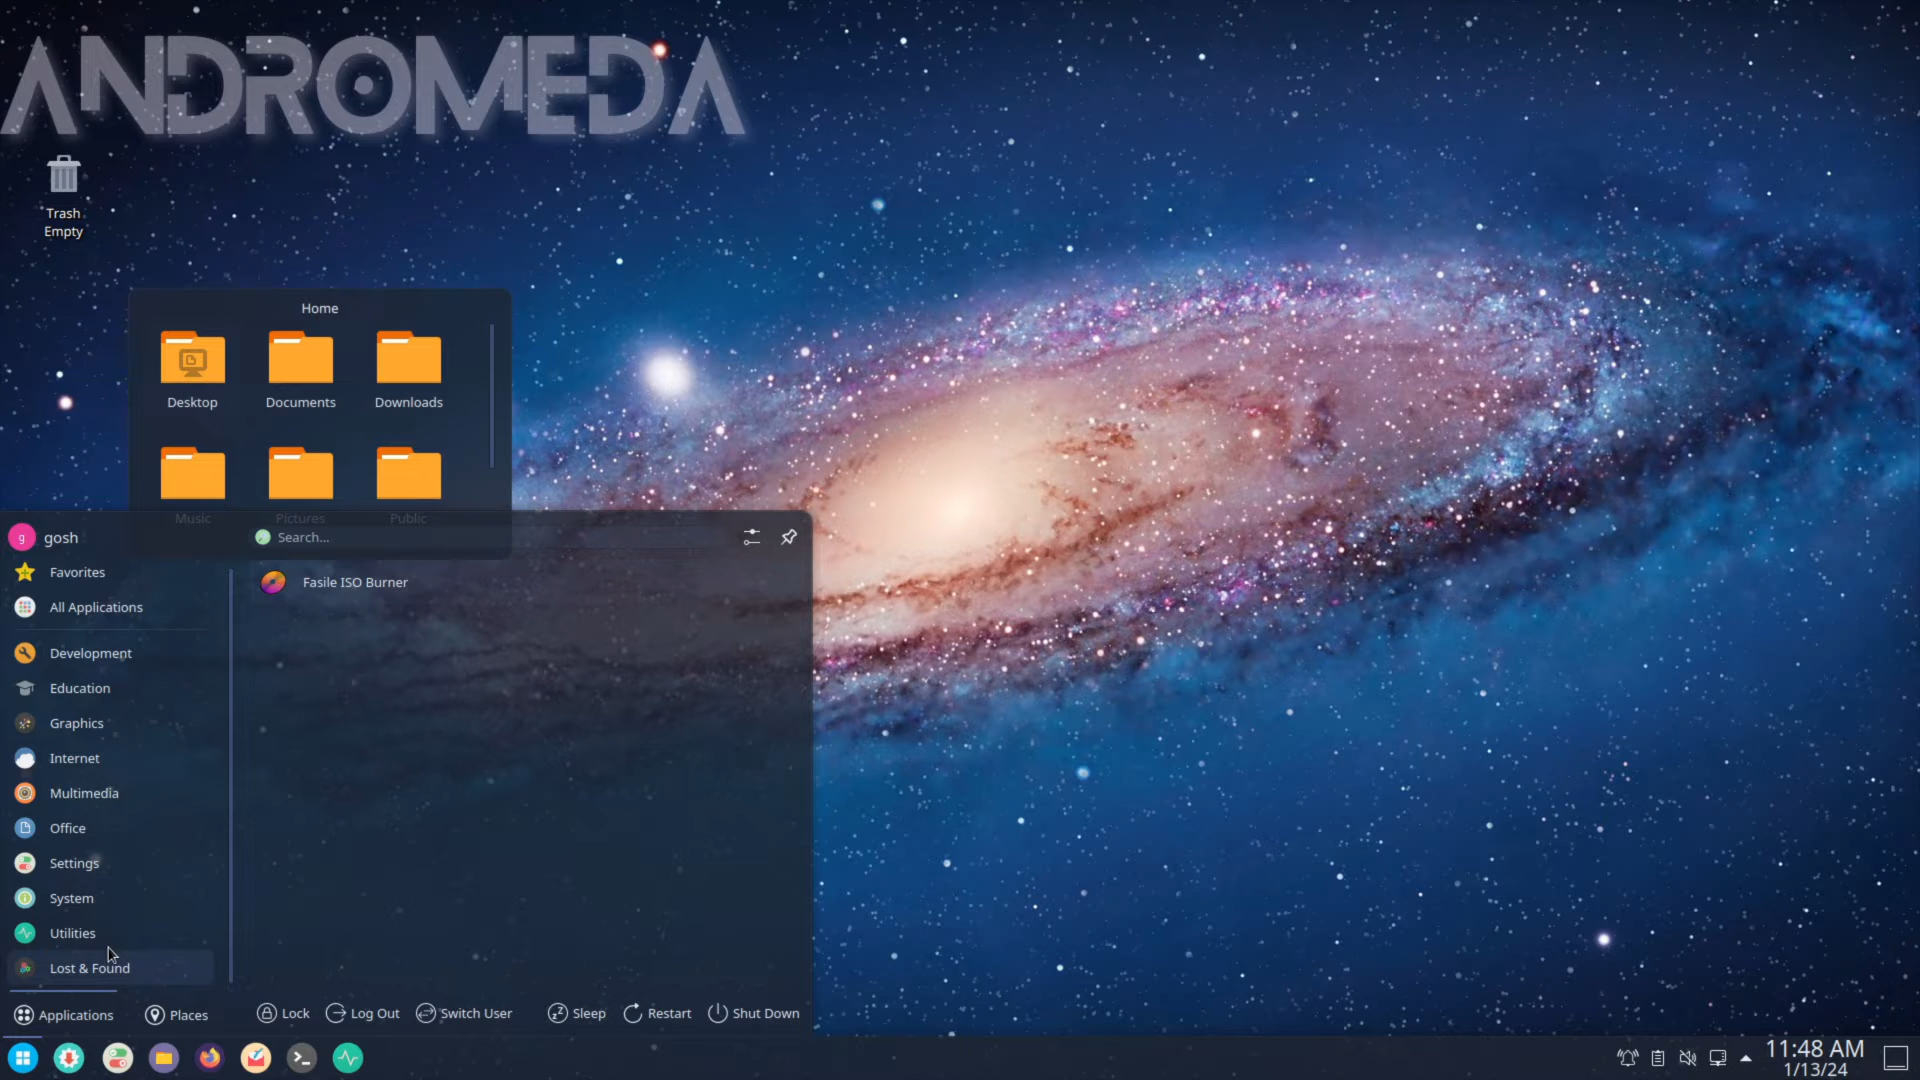 ANDROMEDA
Trash
Empty
Home
Desktop
Documents
Downloads
Music
Pictures
Public
g
gosh
Search...
Favorites
All Applications
Development
Education
Graphics
Internet
Multimedia
Office
Settings
System
Utilities
Lost & Found
Fasile ISO Burner
Applications
Places
Lock
Log Out
Switch User
Sleep
Restart
Shut Down
11:48 AM
1/13/24